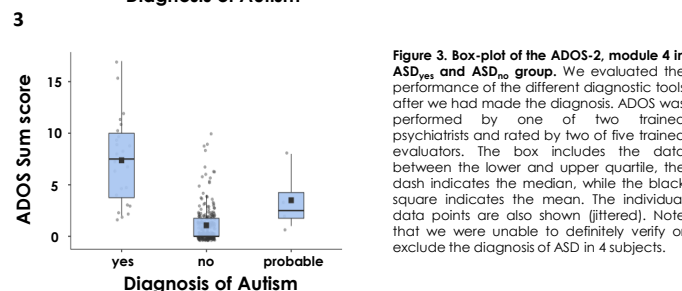 Diagnosis of Autism
3
Figure 3. Box-plot of the ADOS-2, module 4 in
ASDyes and ASDno group. We evaluated the
performance of the different diagnostic tools
after we had made the diagnosis. ADOS was
performed by one of two trained
psychiatrists and rated by two of five trained
evaluators. The box includes the data
between the lower and upper quartile, the
dash indicates the median, while the black
square indicates the mean. The individual
data points are also shown (jittered). Note
that we were unable to definitely verify or
exclude the diagnosis of ASD in 4 subjects.
ADOS Sum score
15
10
5
0
yes no probable
Diagnosis of Autism